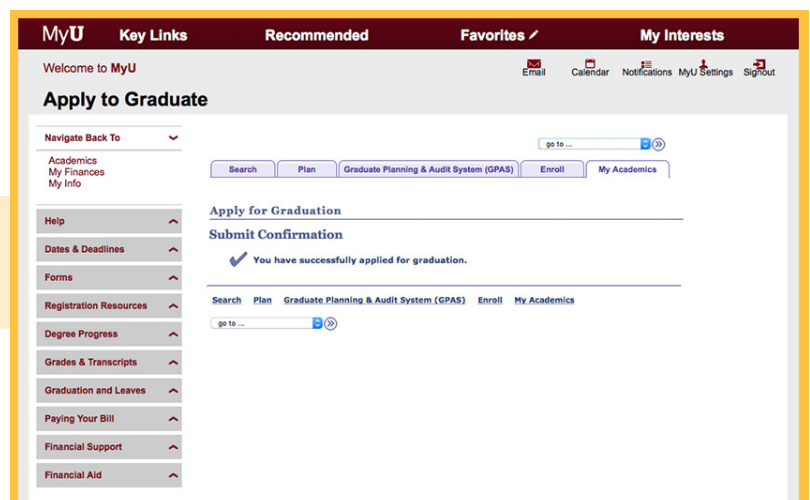 MyU Key Links Recommended Favorites My Interests
Welcome to MyU
Email Calendar Notifications MyU Settings Signout
Apply to Graduate
Navigate Back To
Academics
My Finances
My Info
Help
Dates & Deadlines
Forms
Registration Resources
Degree Progress
Grades & Transcripts
Graduation and Leaves
Paying Your Bill
Financial Support
Financial Aid
go to ...
Search Plan Graduate Planning & Audit System (GPAS) Enroll My Academics
Apply for Graduation
Submit Confirmation
You have successfully applied for graduation.
Search Plan Graduate Planning & Audit System (GPAS) Enroll My Academics
go to ...